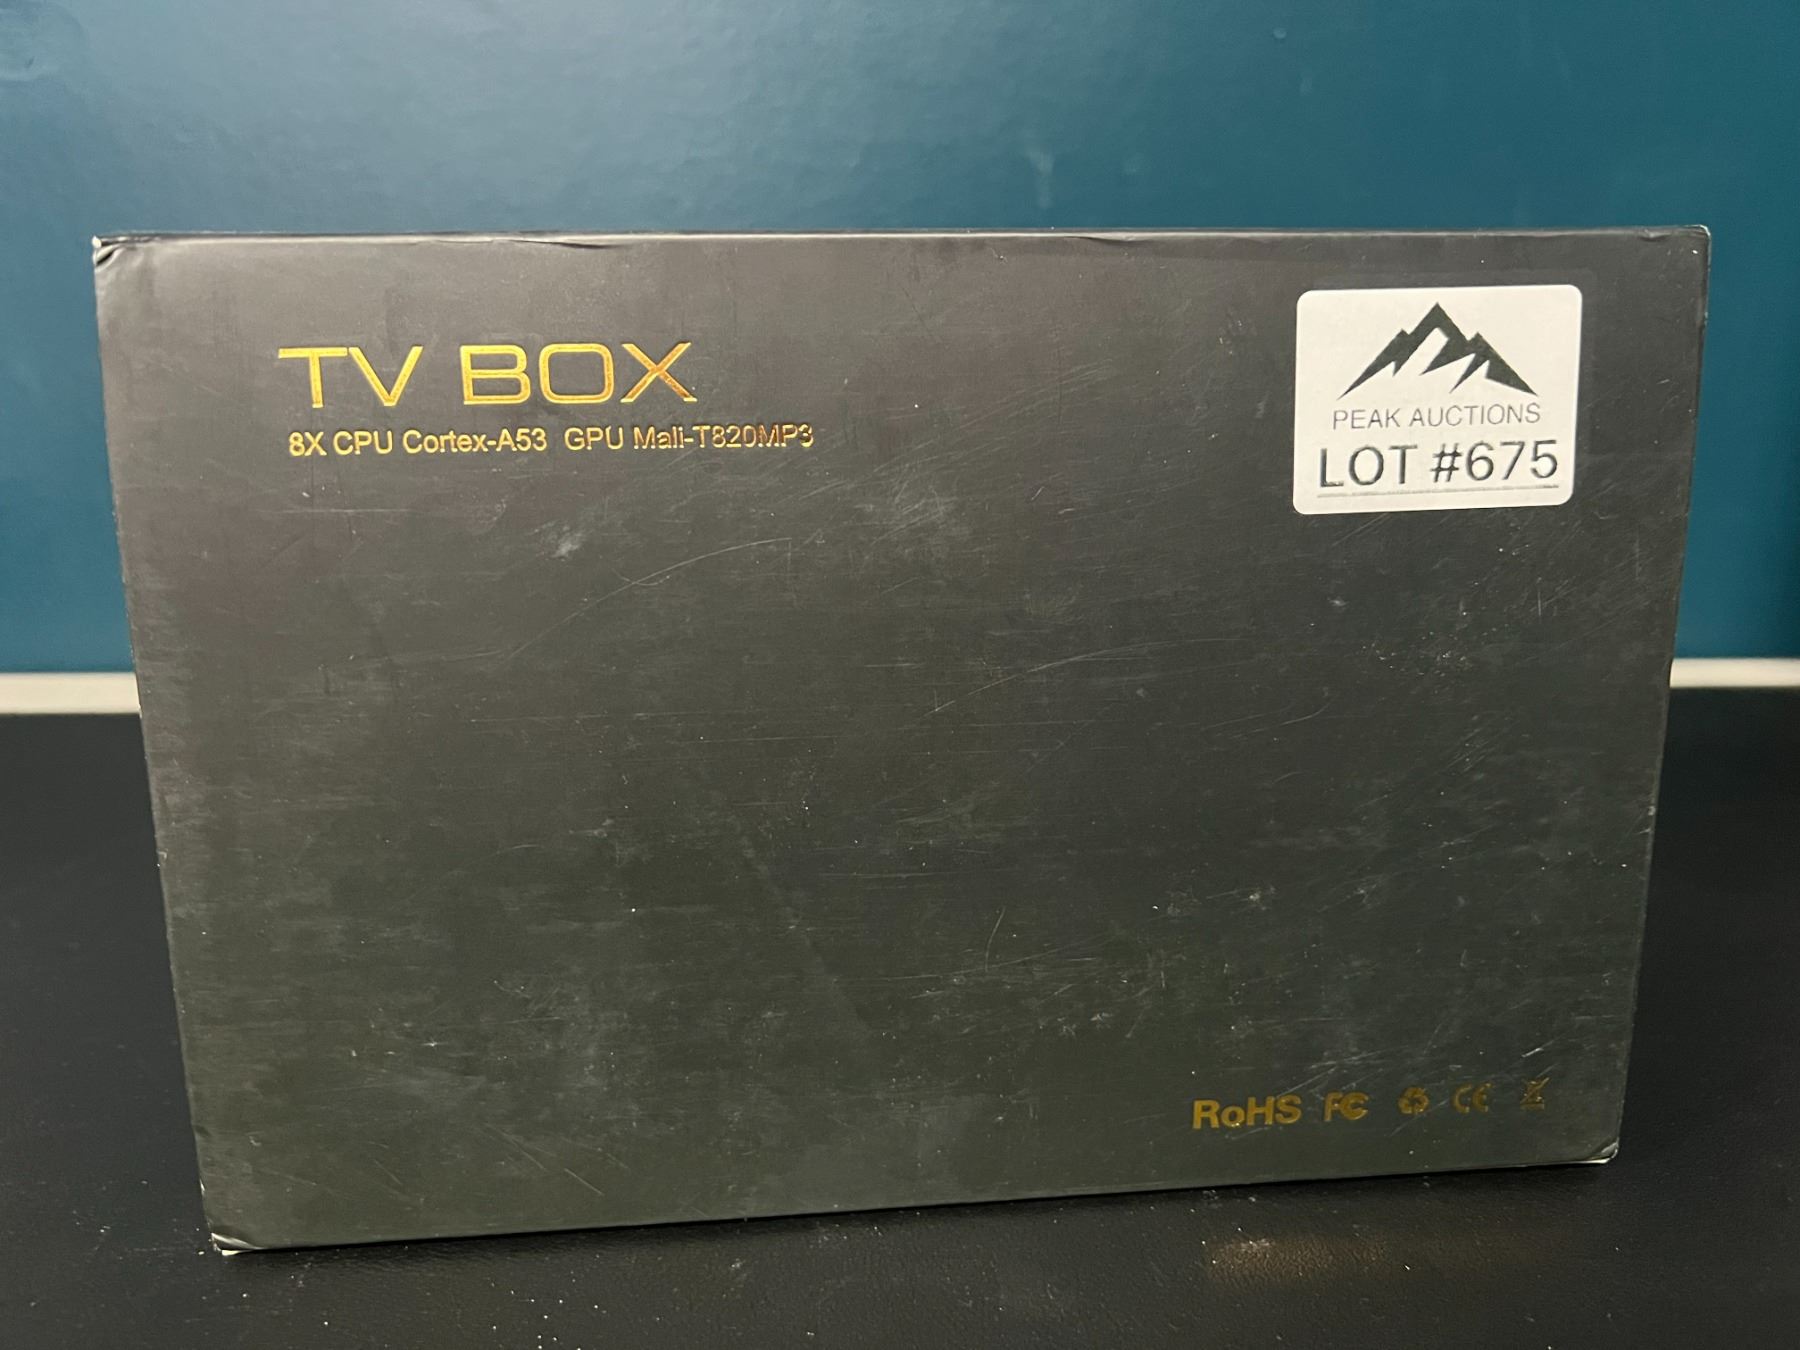 TV BOX
8X CPU Cortex-A53 GPU Mali-T820MP3
PEAK AUCTIONS
LOT #675
RoHS FC CE